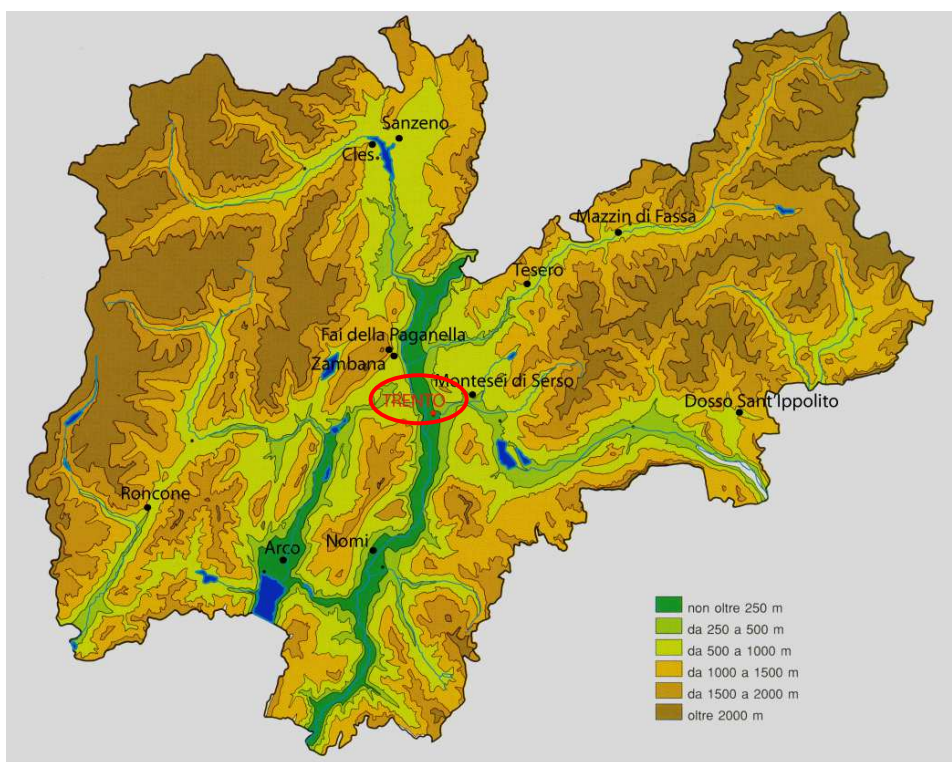 Sanzeno
Cles
Mazzin di Fassa
Tesero
Fai della Paganella
Zambana
Montesei di Serso
TRENTO
Dosso Sant'Ippolito
Roncone
Nomi
Arco
non oltre 250 m
da 250 a 500 m
da 500 a 1000 m
da 1000 a 1500 m
da 1500 a 2000 m
oltre 2000 m